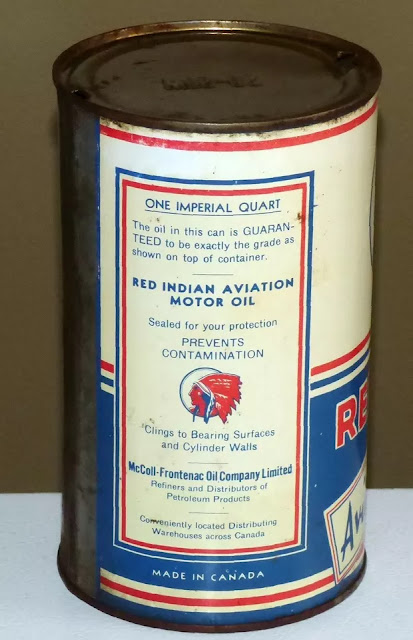 ONE IMPERIAL QUART
The oil in this can is GUARAN-
TEED to be exactly the grade as
shown on top of container.
RED INDIAN AVIATION
MOTOR OIL
Sealed for your protection
PREVENTS
CONTAMINATION
Clings to Bearing Surfaces
and Cylinder Walls
McColl-Frontenac Oil Company Limited
Refiners and Distributors of
Petroleum Products
Conveniently located Distributing
Warehouses across Canada
MADE IN CANADA
RE